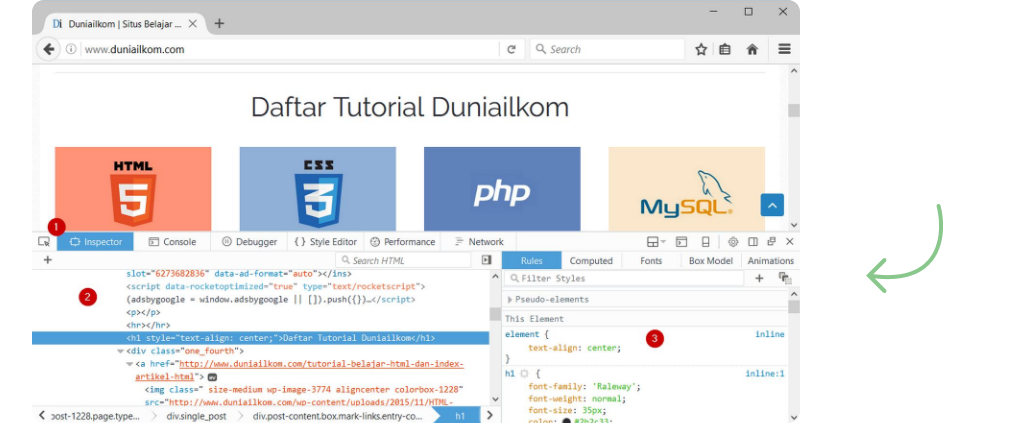 Di Duniailkom | Situs Belajar ...
www.duniailkom.com
Search
Daftar Tutorial Duniailkom
HTML
5
CSS
3
php
MySQL
1
Inspector
Console
Debugger
{ } Style Editor
Performance
Network
Search HTML
Rules
Computed
Fonts
Box Model
Animations
Filter Styles
2
slot="6273682836" data-ad-format="auto"></ins>
<script data-rocketoptimized="true" type="text/rocketscript">
(adsbygoogle = window.adsbygoogle || []).push({})…</script>
<p></p>
<hr></hr>
<h1 style="text-align: center;">Daftar Tutorial Duniailkom</h1>
<div class="one_fourth">
<a href="http://www.duniailkom.com/tutorial-belajar-html-dan-index-
artikel-html"> ev
<img class=" size-medium wp-image-3774 aligncenter colorbox-1228"
src="http://www.duniailkom.com/wp-content/uploads/2015/11/HTML-
post-1228.page.type...
div.single_post
div.post-content.box.mark-links.entry-co...
h1
Pseudo-elements
This Element
3
element {
inline
text-align: center;
}
h1 {
inline:1
font-family: 'Raleway';
font-weight: normal;
font-size: 35px;
color: #2b2c33;